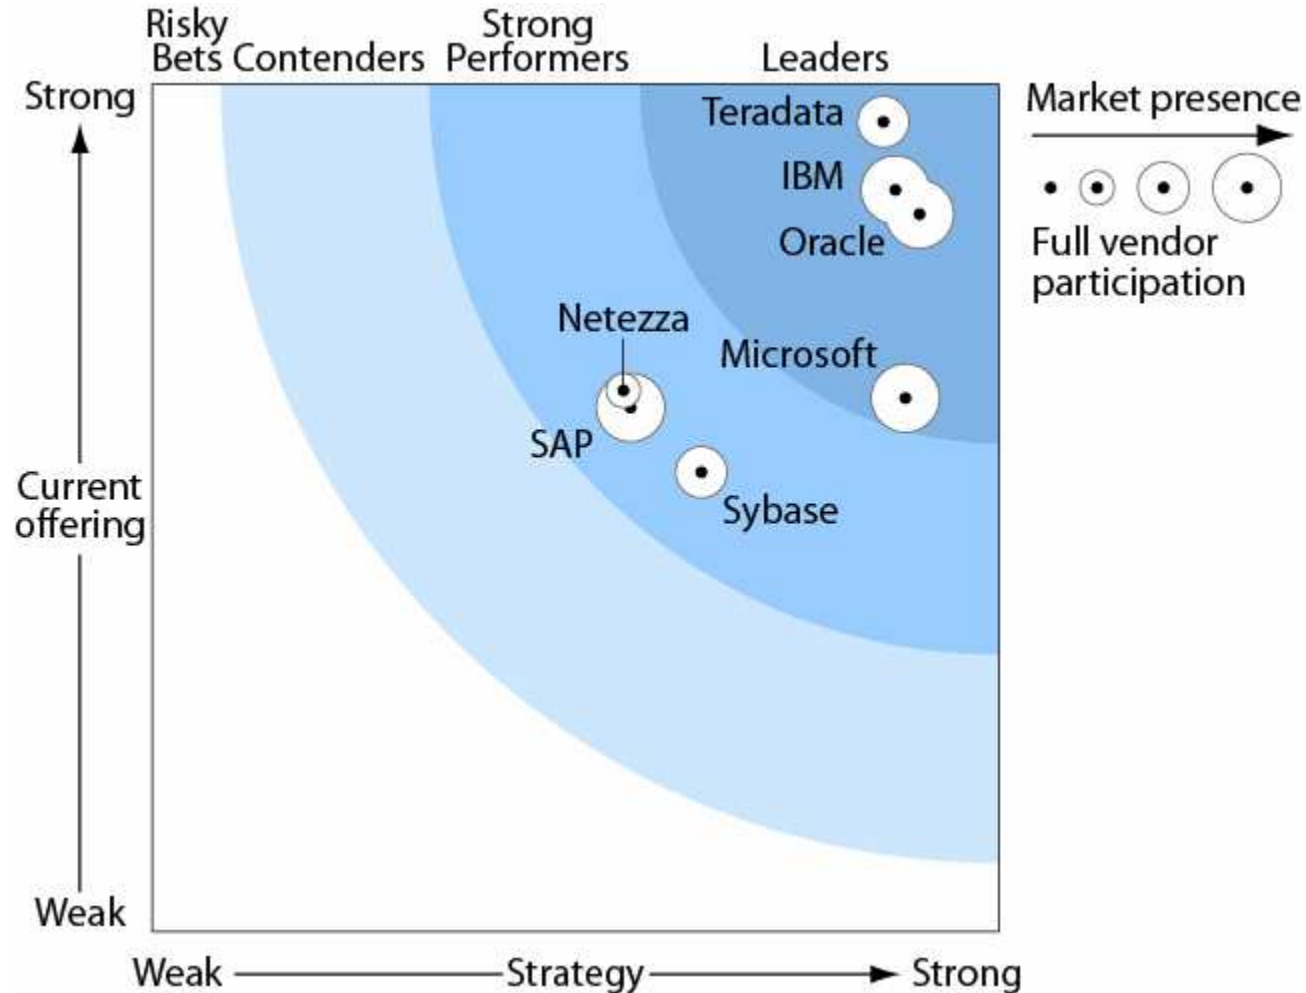 Risky
Bets
Contenders
Strong
Performers
Leaders
Strong
Market presence
Teradata
IBM
Oracle
Full vendor
participation
Netezza
Microsoft
SAP
Current
offering
Sybase
Weak
Weak
Strategy
Strong